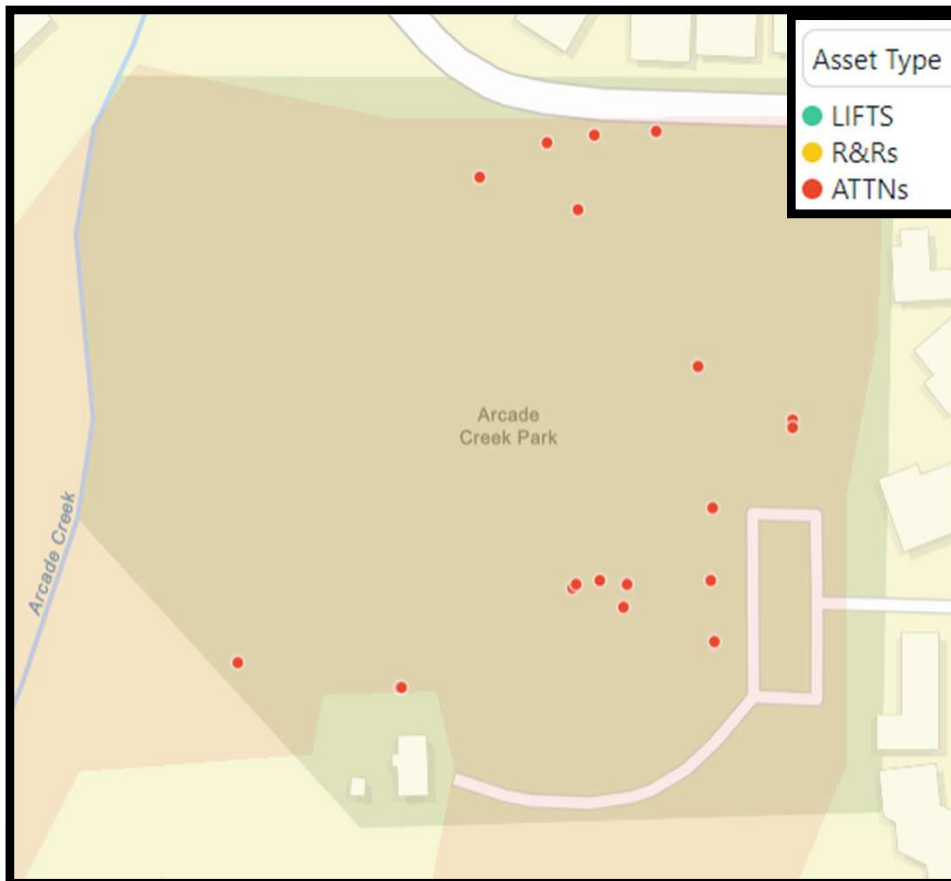 Asset Type
LIFTS
R&Rs
ATTNs
Arcade
Creek Park
Arcade Creek